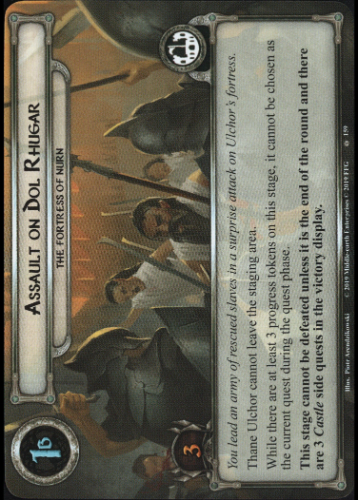 1B
ASSAULT ON DOL RHUGAR
THE FORTRESS OF NURN
3
You lead an army of rescued slaves in a surprise attack on Ulchor's fortress.
Thane Ulchor cannot leave the staging area.
While there are at least 3 progress tokens on this stage, it cannot be chosen as
the current quest during the quest phase.
This stage cannot be defeated unless it is the end of the round and there
are 3 Castle side quests in the victory display.
Illus. Piotr Arendzikowski © 2019 Middle-earth Enterprises © 2019 FFG 159